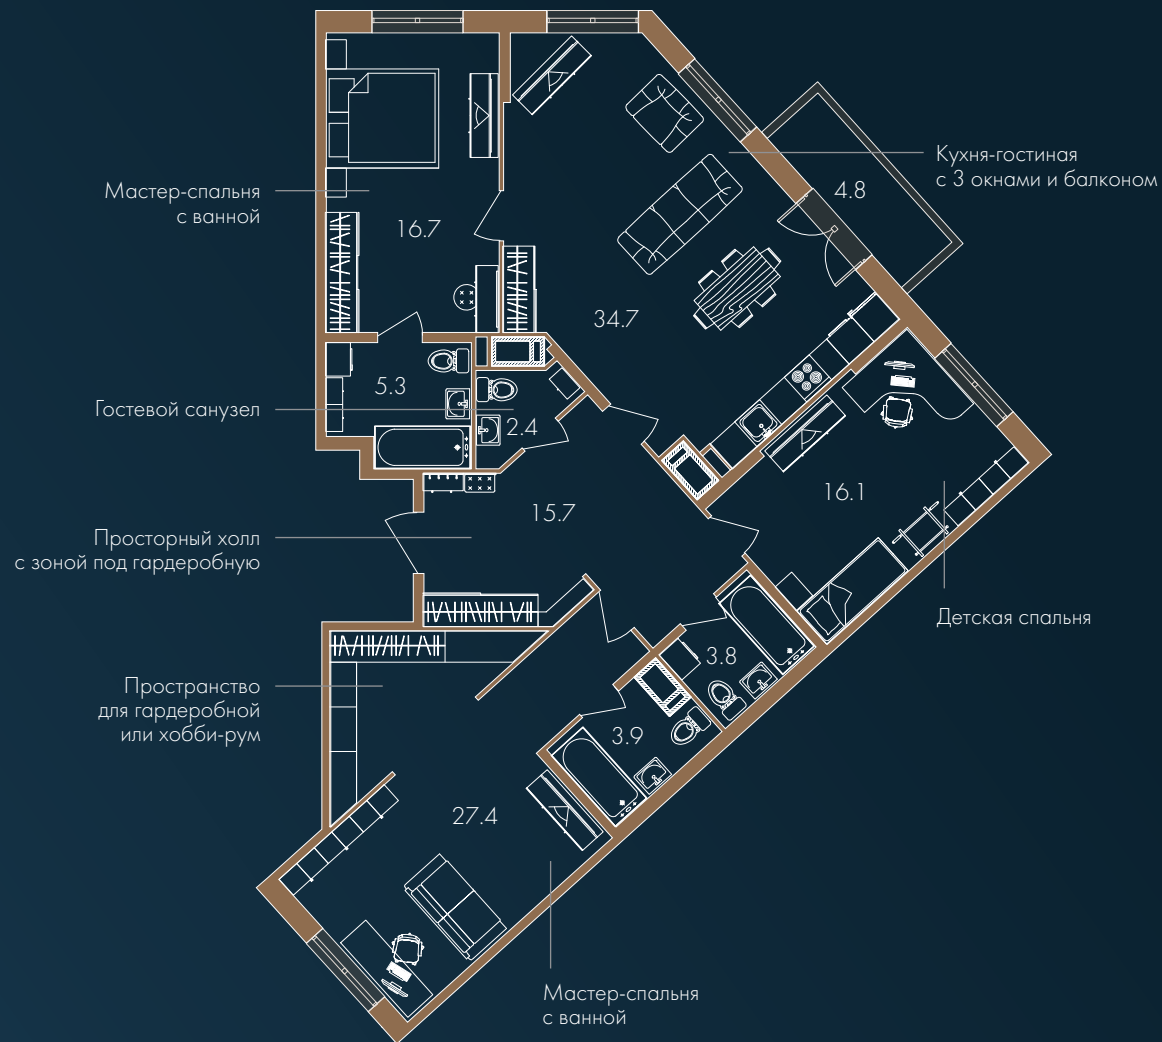 Кухня-гостиная
с 3 окнами и балконом
4.8
Мастер-спальня
с ванной
16.7
34.7
5.3
Гостевой санузел
2.4
16.1
15.7
Просторный холл
с зоной под гардеробную
Детская спальня
3.8
Пространство
для гардеробной
или хобби-рум
3.9
27.4
Мастер-спальня
с ванной